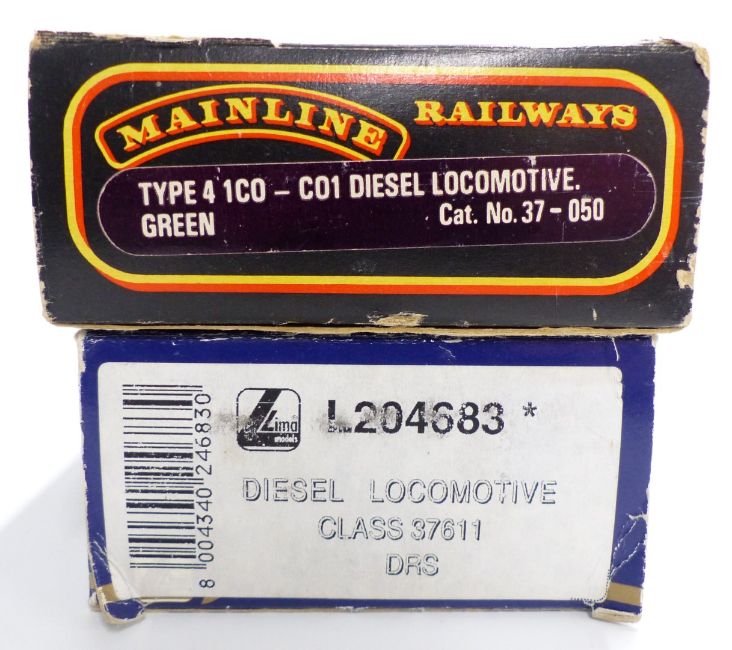 MAINLINE RAILWAYS
TYPE 4 1CO – CO1 DIESEL LOCOMOTIVE.
GREEN Cat. No. 37 – 050
Lima models
L204683 *
DIESEL LOCOMOTIVE
CLASS 37611
DRS
8 004340 246830